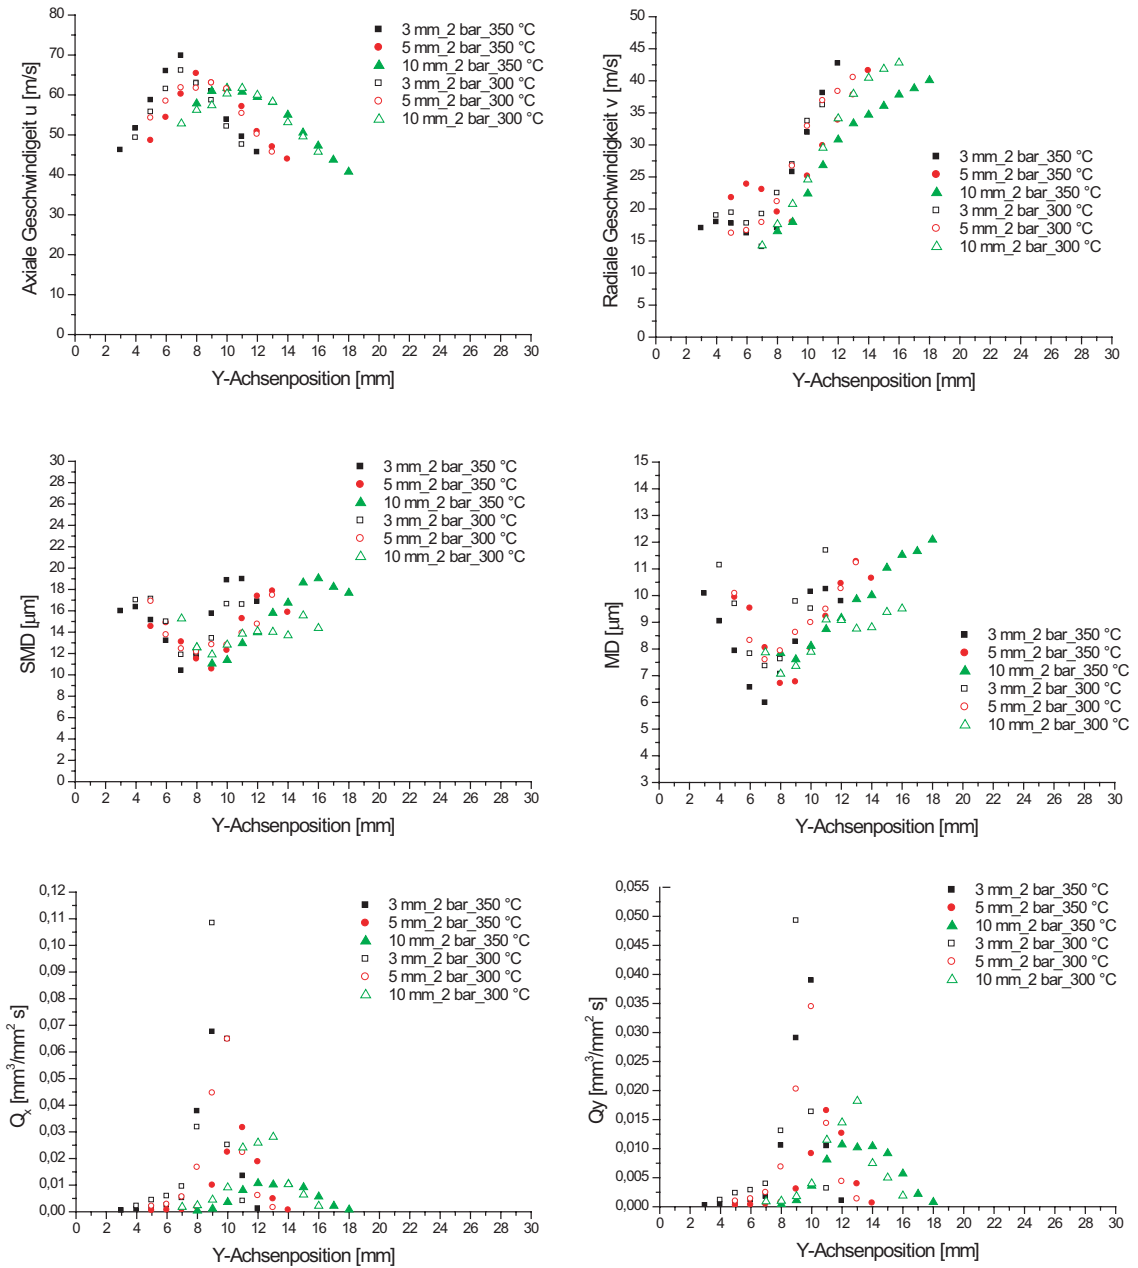 Axiale Geschwindigeit u [m/s]
80
70
60
50
40
30
20
10
0
0 2 4 6 8 10 12 14 16 18 20 22 24 26 28 30
Y-Achsenposition [mm]
3 mm_2 bar_350 °C
5 mm_2 bar_350 °C
10 mm_2 bar_350 °C
3 mm_2 bar_300 °C
5 mm_2 bar_300 °C
10 mm_2 bar_300 °C
Radiale Geschwindigkeit v [m/s]
50
45
40
35
30
25
20
15
10
5
0
0 2 4 6 8 10 12 14 16 18 20 22 24 26 28 30
Y-Achsenposition [mm]
3 mm_2 bar_350 °C
5 mm_2 bar_350 °C
10 mm_2 bar_350 °C
3 mm_2 bar_300 °C
5 mm_2 bar_300 °C
10 mm_2 bar_300 °C
SMD [µm]
30
28
26
24
22
20
18
16
14
12
10
8
6
4
2
0
0 2 4 6 8 10 12 14 16 18 20 22 24 26 28 30
Y-Achsenposition [mm]
3 mm_2 bar_350 °C
5 mm_2 bar_350 °C
10 mm_2 bar_350 °C
3 mm_2 bar_300 °C
5 mm_2 bar_300 °C
10 mm_2 bar_300 °C
MD [µm]
15
14
13
12
11
10
9
8
7
6
5
4
3
0 2 4 6 8 10 12 14 16 18 20 22 24 26 28 30
Y-Achsenposition [mm]
3 mm_2 bar_350 °C
5 mm_2 bar_350 °C
10 mm_2 bar_350 °C
3 mm_2 bar_300 °C
5 mm_2 bar_300 °C
10 mm_2 bar_300 °C
Qx [mm³/mm² s]
0,12
0,11
0,10
0,09
0,08
0,07
0,06
0,05
0,04
0,03
0,02
0,01
0,00
0 2 4 6 8 10 12 14 16 18 20 22 24 26 28 30
Y-Achsenposition [mm]
3 mm_2 bar_350 °C
5 mm_2 bar_350 °C
10 mm_2 bar_350 °C
3 mm_2 bar_300 °C
5 mm_2 bar_300 °C
10 mm_2 bar_300 °C
Qy [mm³/mm² s]
0,055
0,050
0,045
0,040
0,035
0,030
0,025
0,020
0,015
0,010
0,005
0,000
0 2 4 6 8 10 12 14 16 18 20 22 24 26 28 30
Y-Achsenposition [mm]
3 mm_2 bar_350 °C
5 mm_2 bar_350 °C
10 mm_2 bar_350 °C
3 mm_2 bar_300 °C
5 mm_2 bar_300 °C
10 mm_2 bar_300 °C